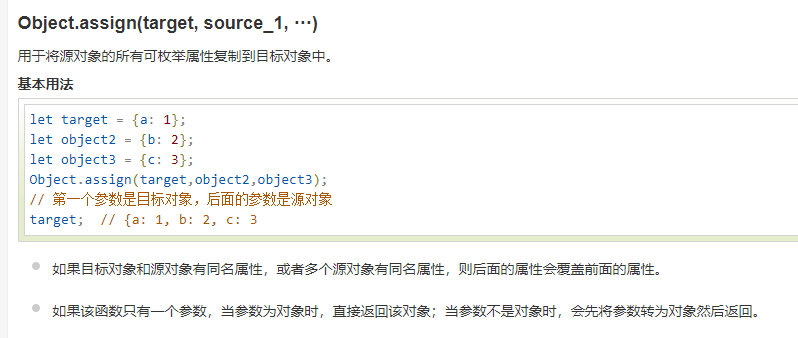 Object.assign(target, source_1, ···)
用于将源对象的所有可枚举属性复制到目标对象中。
基本用法
let target = {a: 1};
let object2 = {b: 2};
let object3 = {c: 3};
Object.assign(target,object2,object3);
// 第一个参数是目标对象，后面的参数是源对象
target;  // {a: 1, b: 2, c: 3
如果目标对象和源对象有同名属性，或者多个源对象有同名属性，则后面的属性会覆盖前面的属性。
如果该函数只有一个参数，当参数为对象时，直接返回该对象；当参数不是对象时，会先将参数转为对象然后返回。